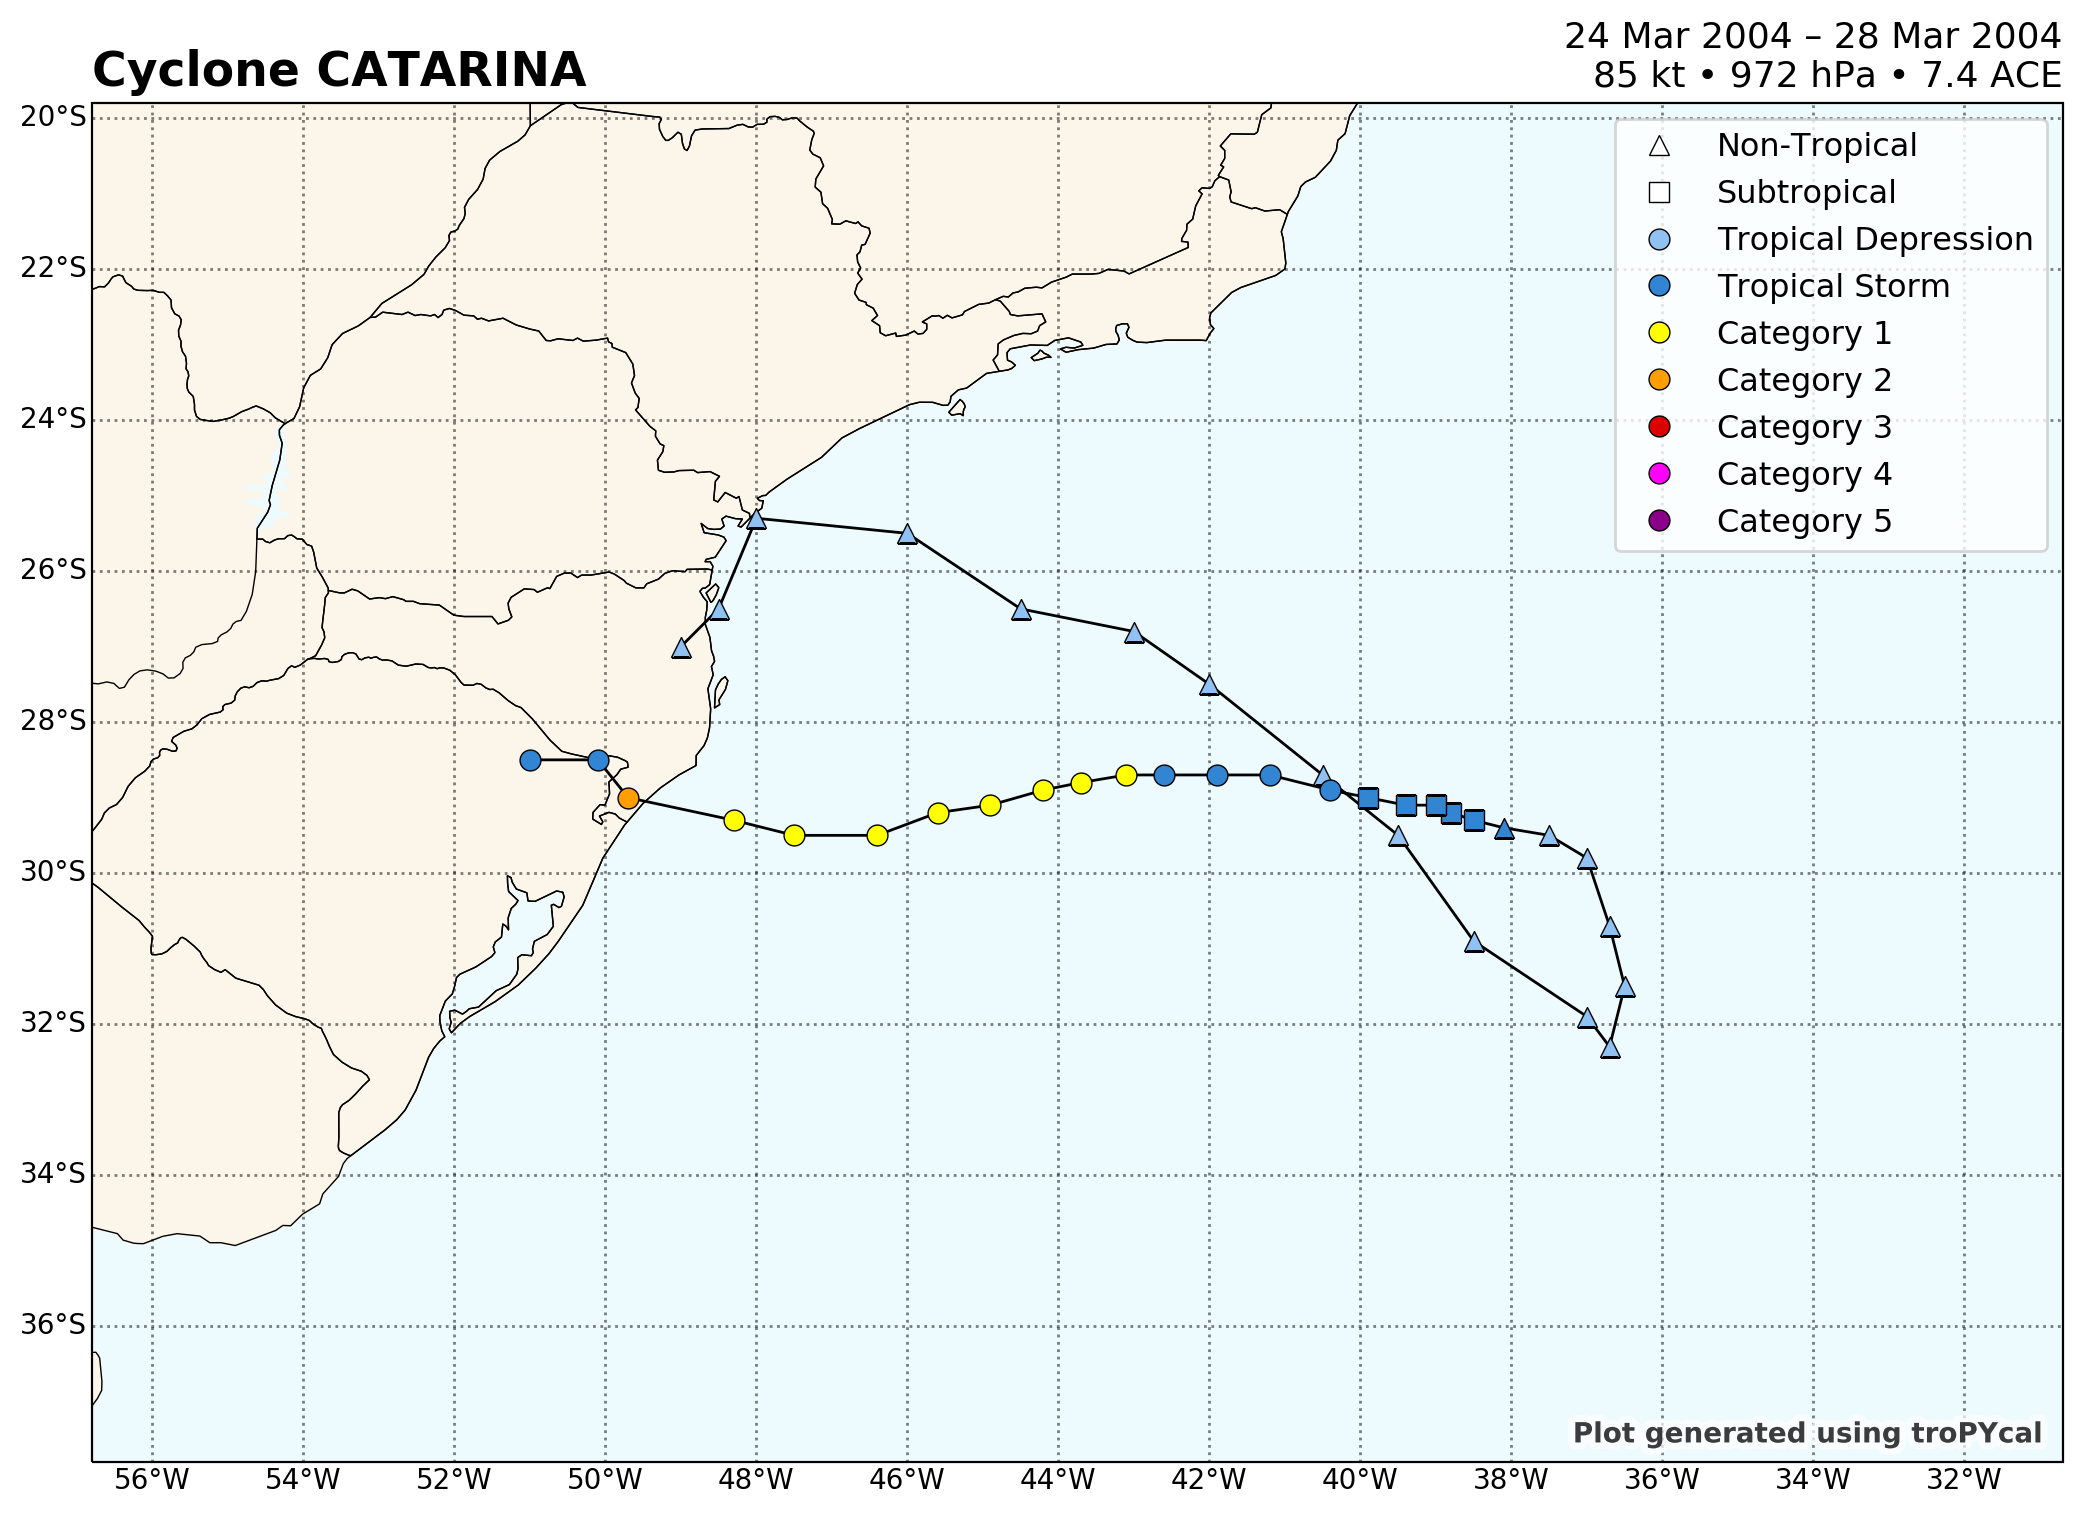 Cyclone CATARINA
24 Mar 2004 – 28 Mar 2004
85 kt • 972 hPa • 7.4 ACE
Non-Tropical
Subtropical
Tropical Depression
Tropical Storm
Category 1
Category 2
Category 3
Category 4
Category 5
20°S
22°S
24°S
26°S
28°S
30°S
32°S
34°S
36°S
Plot generated using troPYcal
56°W 54°W 52°W 50°W 48°W 46°W 44°W 42°W 40°W 38°W 36°W 34°W 32°W